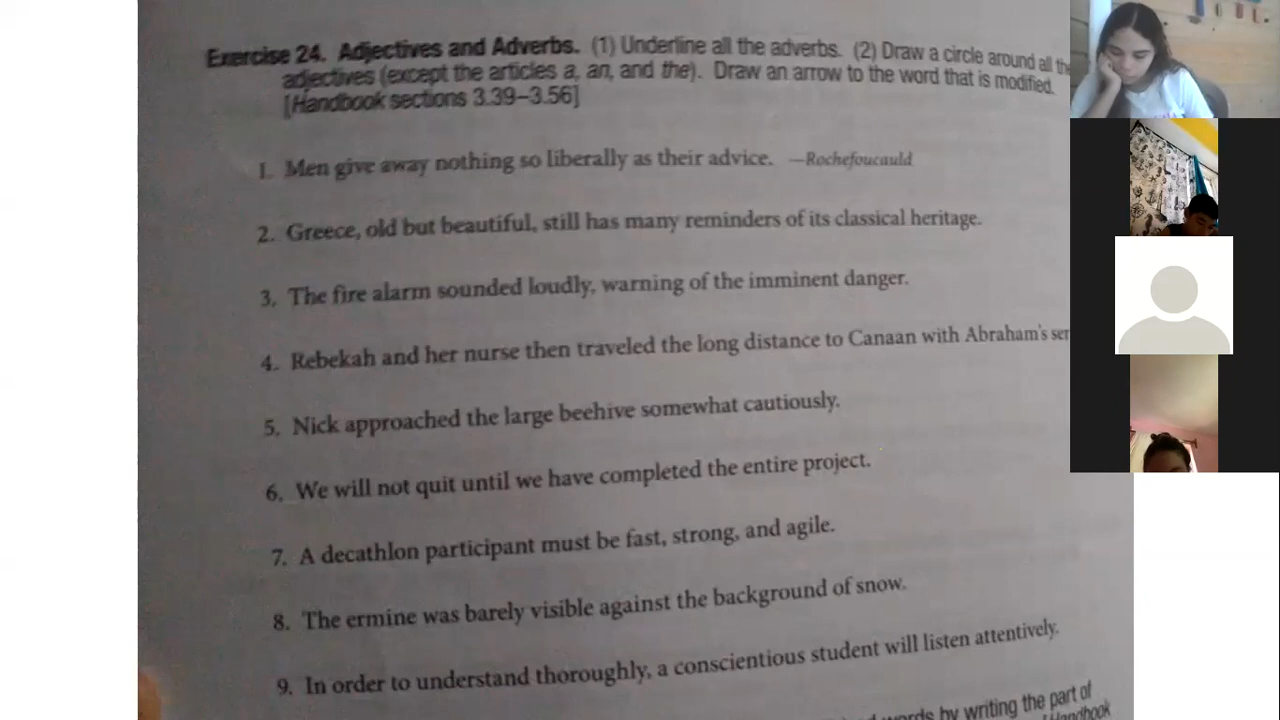 Exercise 24. Adjectives and Adverbs. (1) Underline all the adverbs. (2) Draw a circle around all the
adjectives (except the articles a, an, and the). Draw an arrow to the word that is modified.
[Handbook sections 3.39–3.56]
1. Men give away nothing so liberally as their advice. —Rochefoucauld
2. Greece, old but beautiful, still has many reminders of its classical heritage.
3. The fire alarm sounded loudly, warning of the imminent danger.
4. Rebekah and her nurse then traveled the long distance to Canaan with Abraham's
5. Nick approached the large beehive somewhat cautiously.
6. We will not quit until we have completed the entire project.
7. A decathlon participant must be fast, strong, and agile.
8. The ermine was barely visible against the background of snow.
9. In order to understand thoroughly, a conscientious student will listen attentively.
words by writing the part of
Handbook